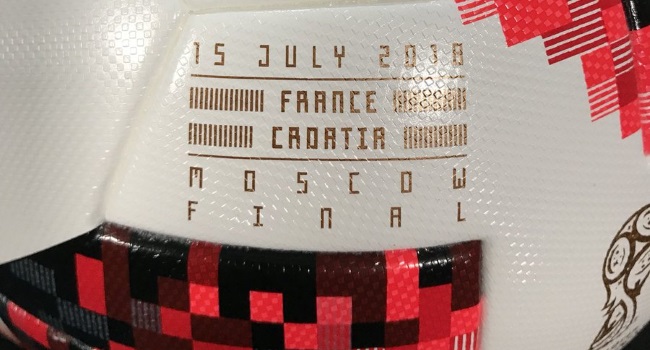 15 JULY 2018
FRANCE
CROATIA
MOSCOW
FINAL